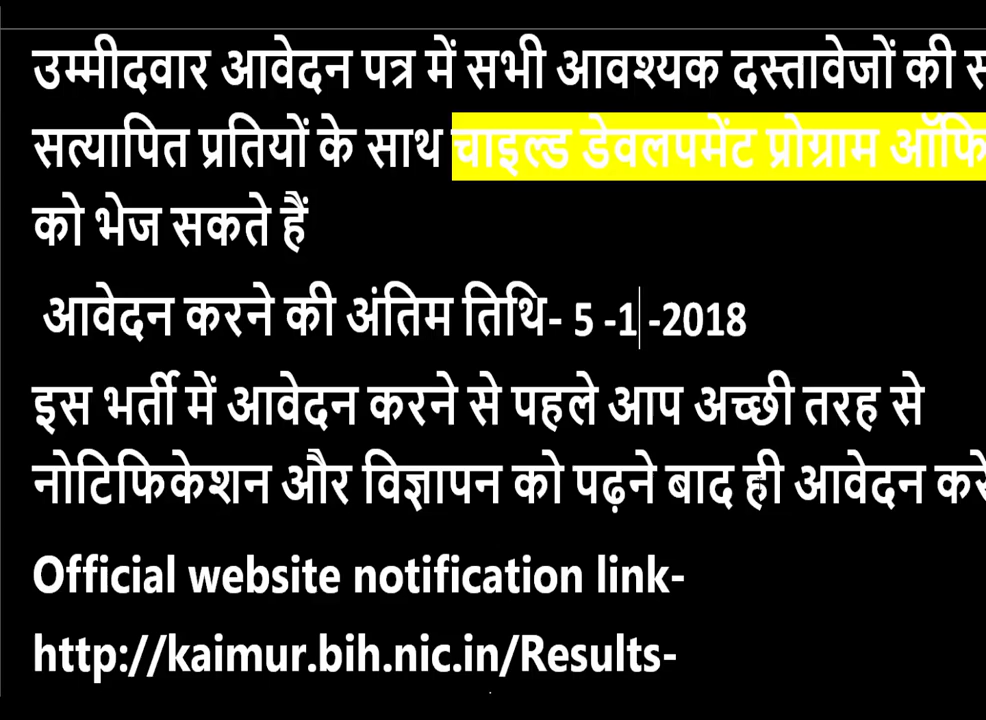 उम्मीदवार आवेदन पत्र में सभी आवश्यक दस्तावेजों की
सत्यापित प्रतियों के साथ चाइल्ड डेवलपमेंट प्रोग्राम
को भेज सकते हैं
आवेदन करने की अंतिम तिथि- 5 -1 -2018
इस भर्ती में आवेदन करने से पहले आप अच्छी तरह से
नोटिफिकेशन और विज्ञापन को पढ़ने बाद ही आवेदन
Official website notification link-
http://kaimur.bih.nic.in/Results-